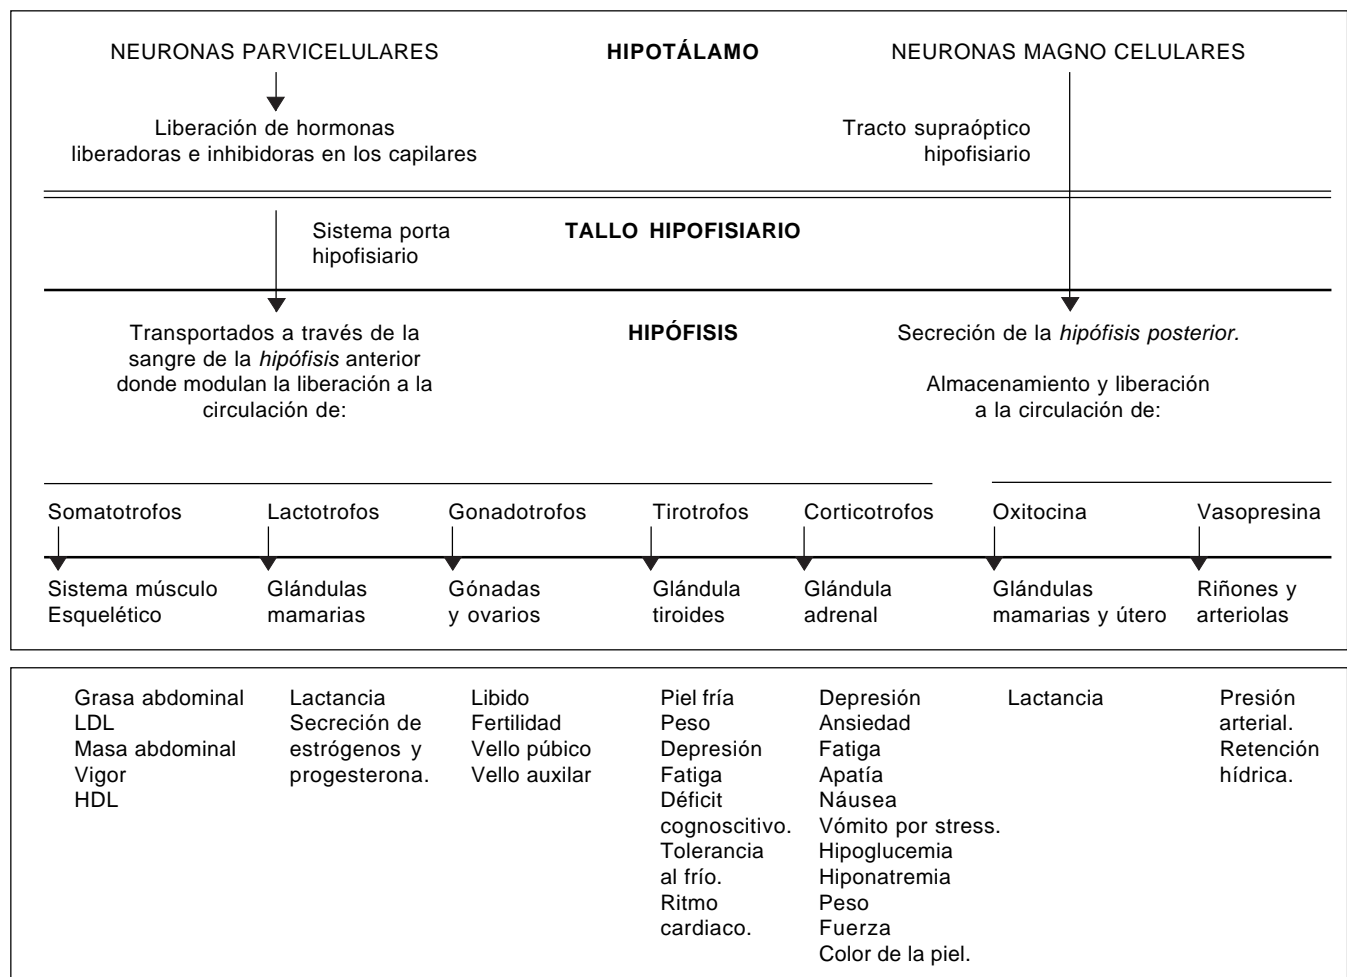 NEURONAS PARVICELULARES
HIPOTÁLAMO
NEURONAS MAGNO CELULARES
Liberación de hormonas
liberadoras e inhibidoras en los capilares
Tracto supraóptico
hipofisiario
Sistema porta
hipofisiario
TALLO HIPOFISIARIO
Transportados a través de la
sangre de la hipófisis anterior
donde modulan la liberación a la
circulación de:
HIPÓFISIS
Secreción de la hipófisis posterior.
Almacenamiento y liberación
a la circulación de:
Somatotrofos
Lactotrofos
Gonadotrofos
Tirotrofos
Corticotrofos
Oxitocina
Vasopresina
Sistema músculo
Esquelético
Glándulas
mamarias
Gónadas
y ovarios
Glándula
tiroides
Glándula
adrenal
Glándulas
mamarias y útero
Riñones y
arteriolas
Grasa abdominal
LDL
Masa abdominal
Vigor
HDL
Lactancia
Secreción de
estrógenos y
progesterona.
Libido
Fertilidad
Vello púbico
Vello auxilar
Piel fría
Peso
Depresión
Fatiga
Déficit
cognoscitivo.
Tolerancia
al frío.
Ritmo
cardiaco.
Depresión
Ansiedad
Fatiga
Apatía
Náusea
Vómito por stress.
Hipoglucemia
Hiponatremia
Peso
Fuerza
Color de la piel.
Lactancia
Presión
arterial.
Retención
hídrica.